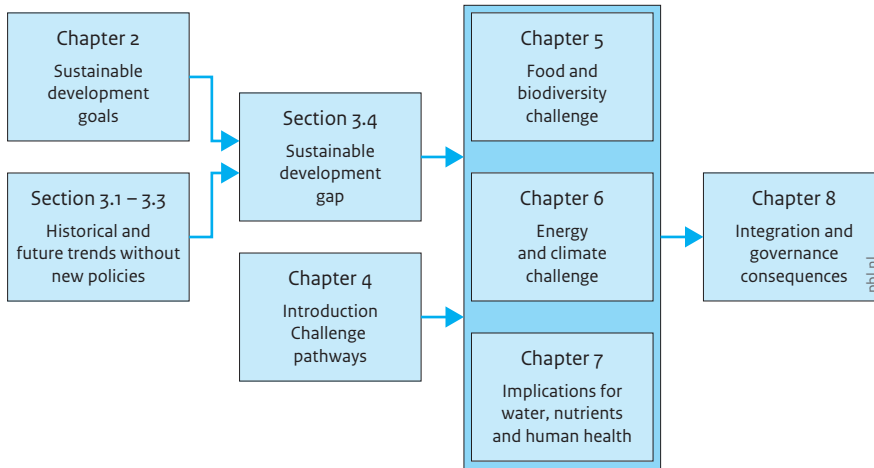 Chapter 2
Sustainable
development
goals
Section 3.1 – 3.3
Historical and
future trends without
new policies
Section 3.4
Sustainable
development
gap
Chapter 4
Introduction
Challenge
pathways
Chapter 5
Food and
biodiversity
challenge
Chapter 6
Energy
and climate
challenge
Chapter 7
Implications for
water, nutrients
and human health
Chapter 8
Integration and
governance
consequences
pbl.nl